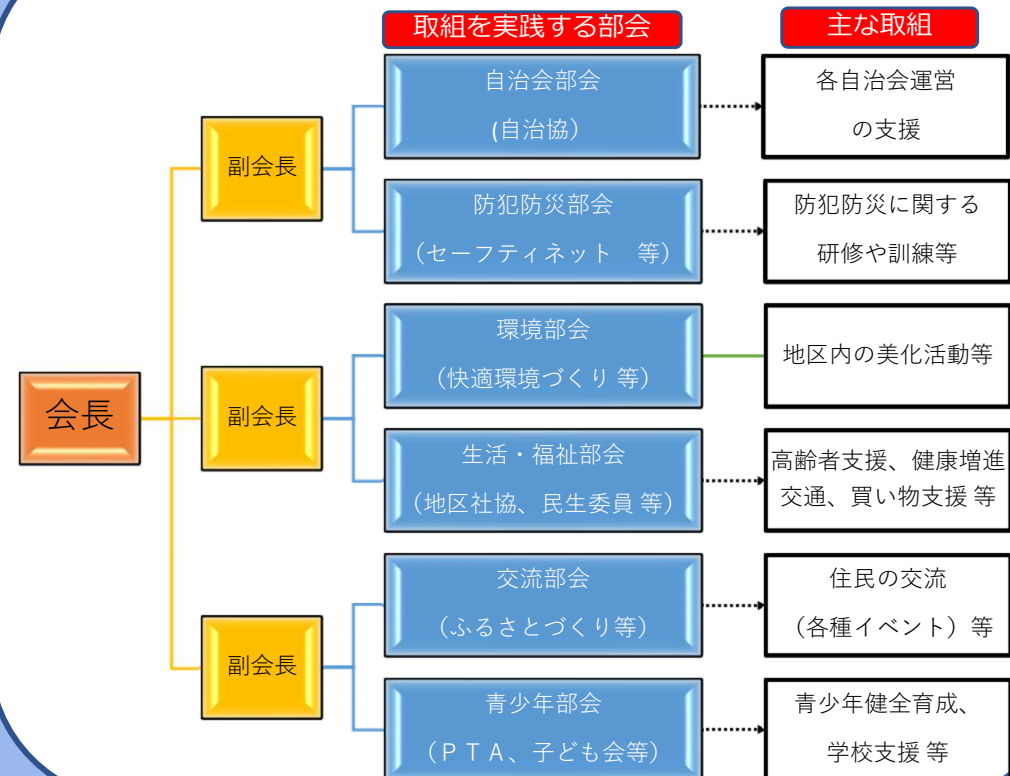 取組を実践する部会
主な取組
自治会部会
(自治協）
各自治会運営
の支援
副会長
防犯防災部会
（セーフティネット　等）
防犯防災に関する
研修や訓練等
環境部会
（快適環境づくり 等）
地区内の美化活動等
会長
副会長
生活・福祉部会
（地区社協、民生委員 等）
高齢者支援、健康増進
交通、買い物支援 等
交流部会
（ふるさとづくり等）
住民の交流
（各種イベント）等
副会長
青少年部会
（ＰＴＡ、子ども会等）
青少年健全育成、
学校支援 等